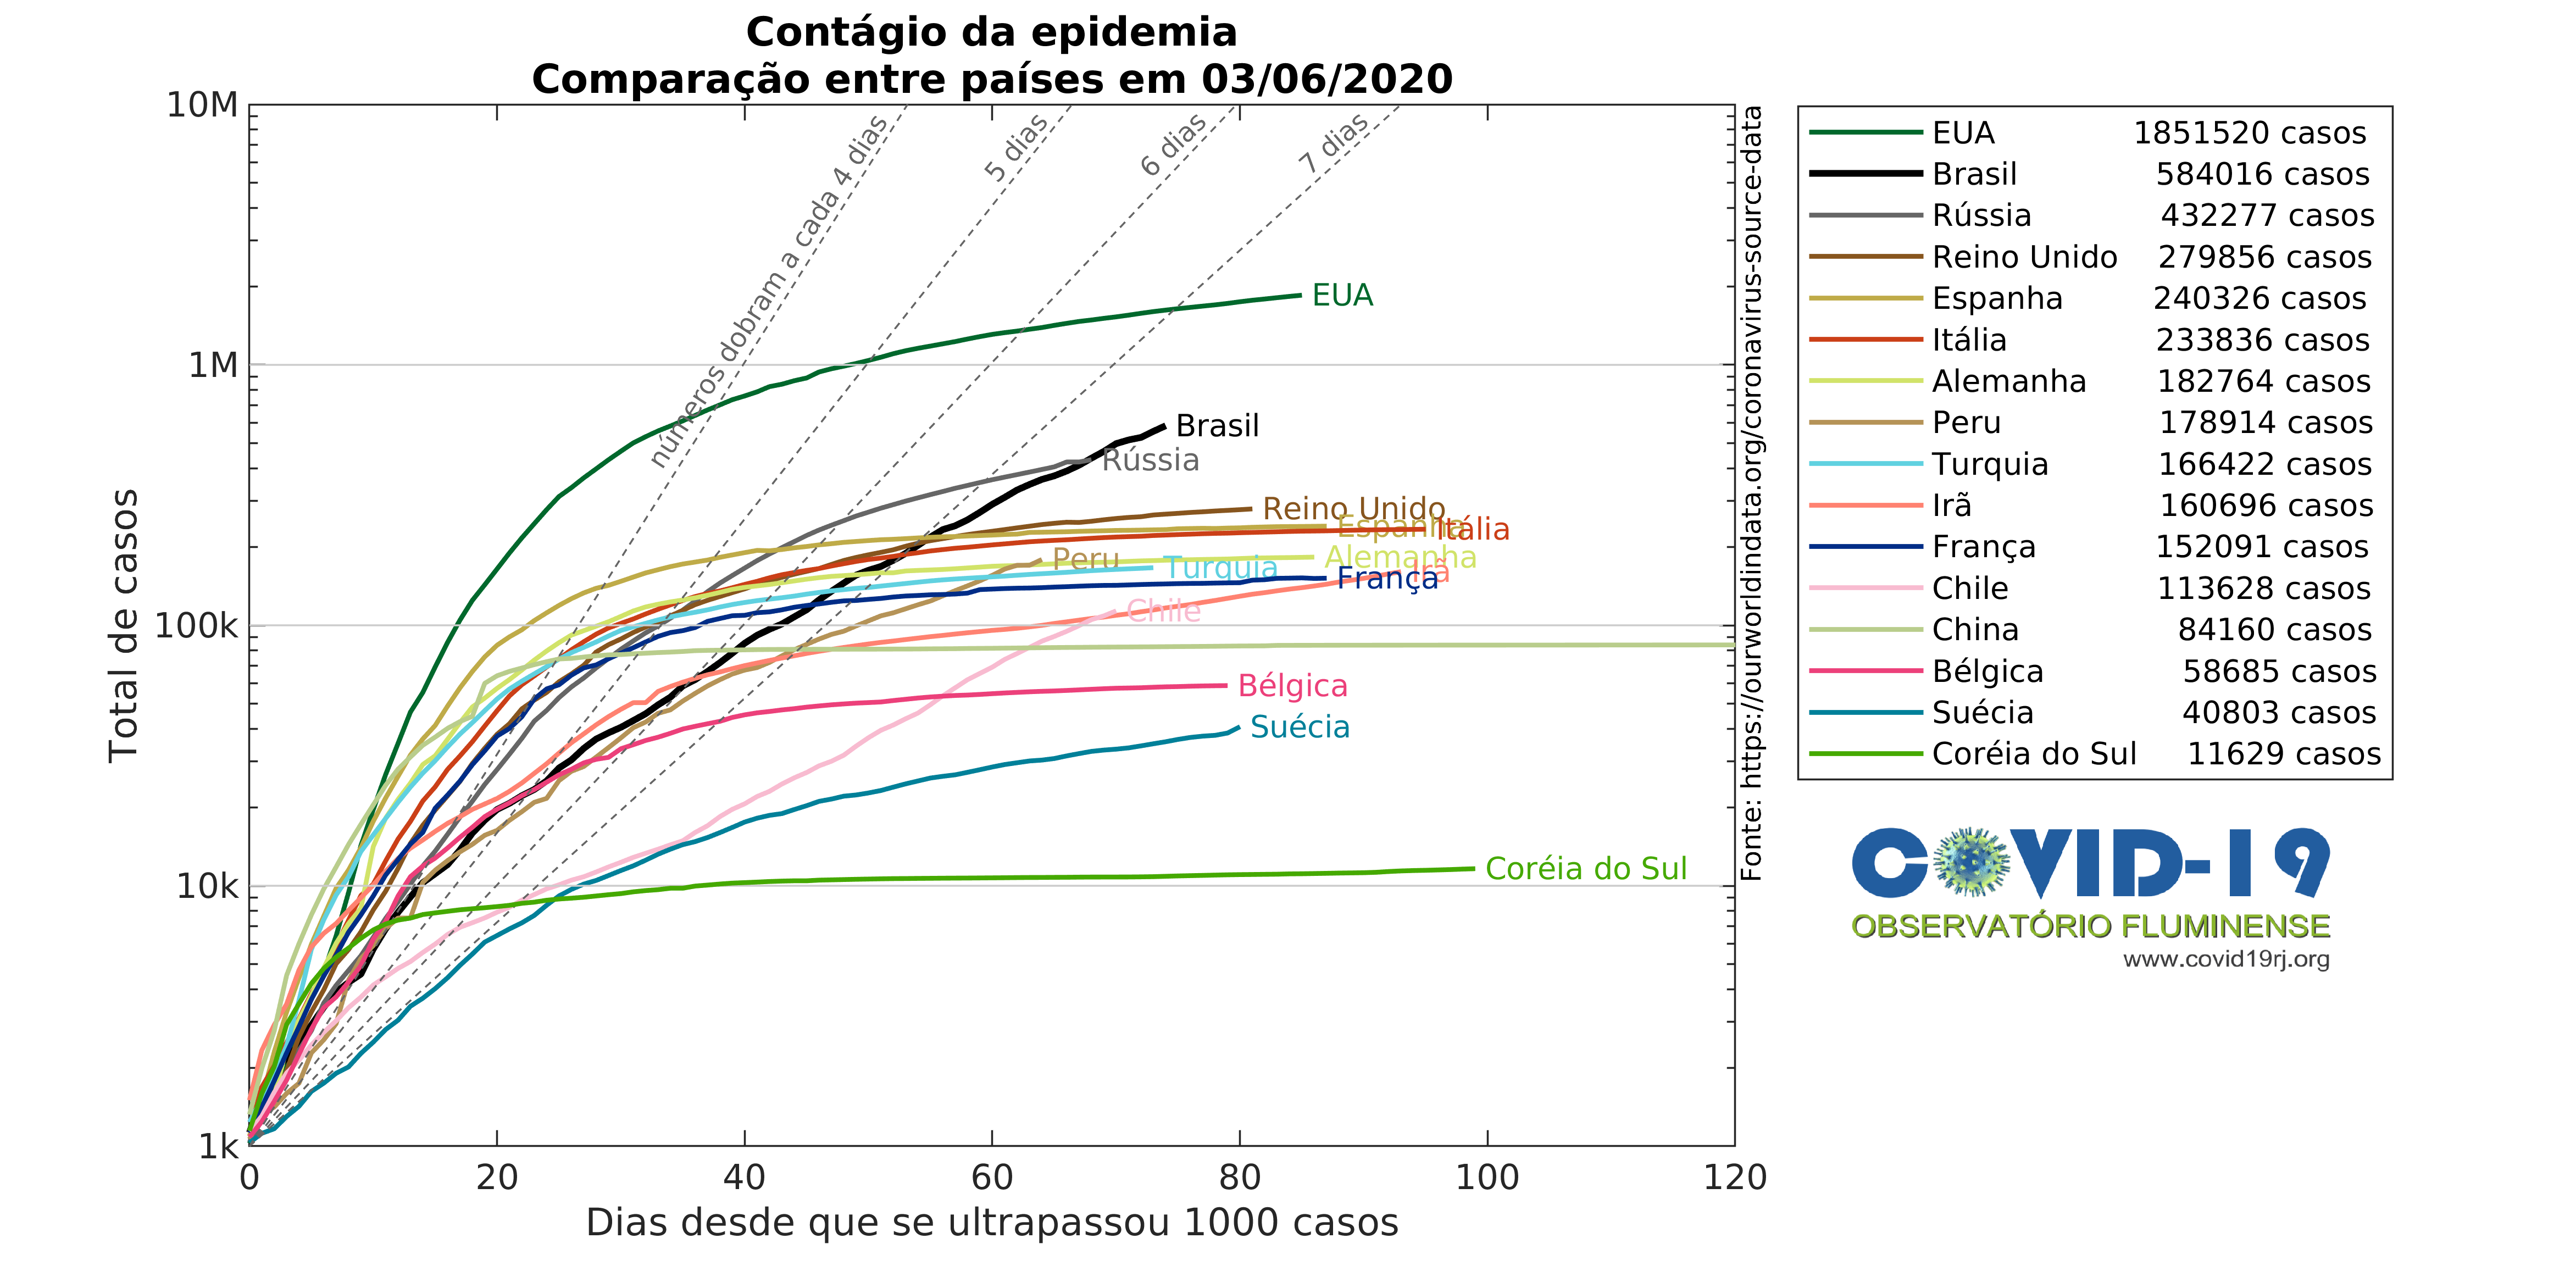 Contágio da epidemia
Comparação entre países em 03/06/2020
10M
1M
100k
10k
1k
Total de casos
0 20 40 60 80 100 120
Dias desde que se ultrapassou 1000 casos
números dobram a cada 4 dias
5 dias
6 dias
7 dias
EUA
Brasil
Rússia
Reino Unido
Espanha
Itália
Peru
Alemanha
Turquia
Irã
França
Chile
Bélgica
Suécia
Coréia do Sul
Fonte: https://ourworldindata.org/coronavirus-source-data
EUA 1851520 casos
Brasil 584016 casos
Rússia 432277 casos
Reino Unido 279856 casos
Espanha 240326 casos
Itália 233836 casos
Alemanha 182764 casos
Peru 178914 casos
Turquia 166422 casos
Irã 160696 casos
França 152091 casos
Chile 113628 casos
China 84160 casos
Bélgica 58685 casos
Suécia 40803 casos
Coréia do Sul 11629 casos
COVID-19
OBSERVATÓRIO FLUMINENSE
www.covid19rj.org